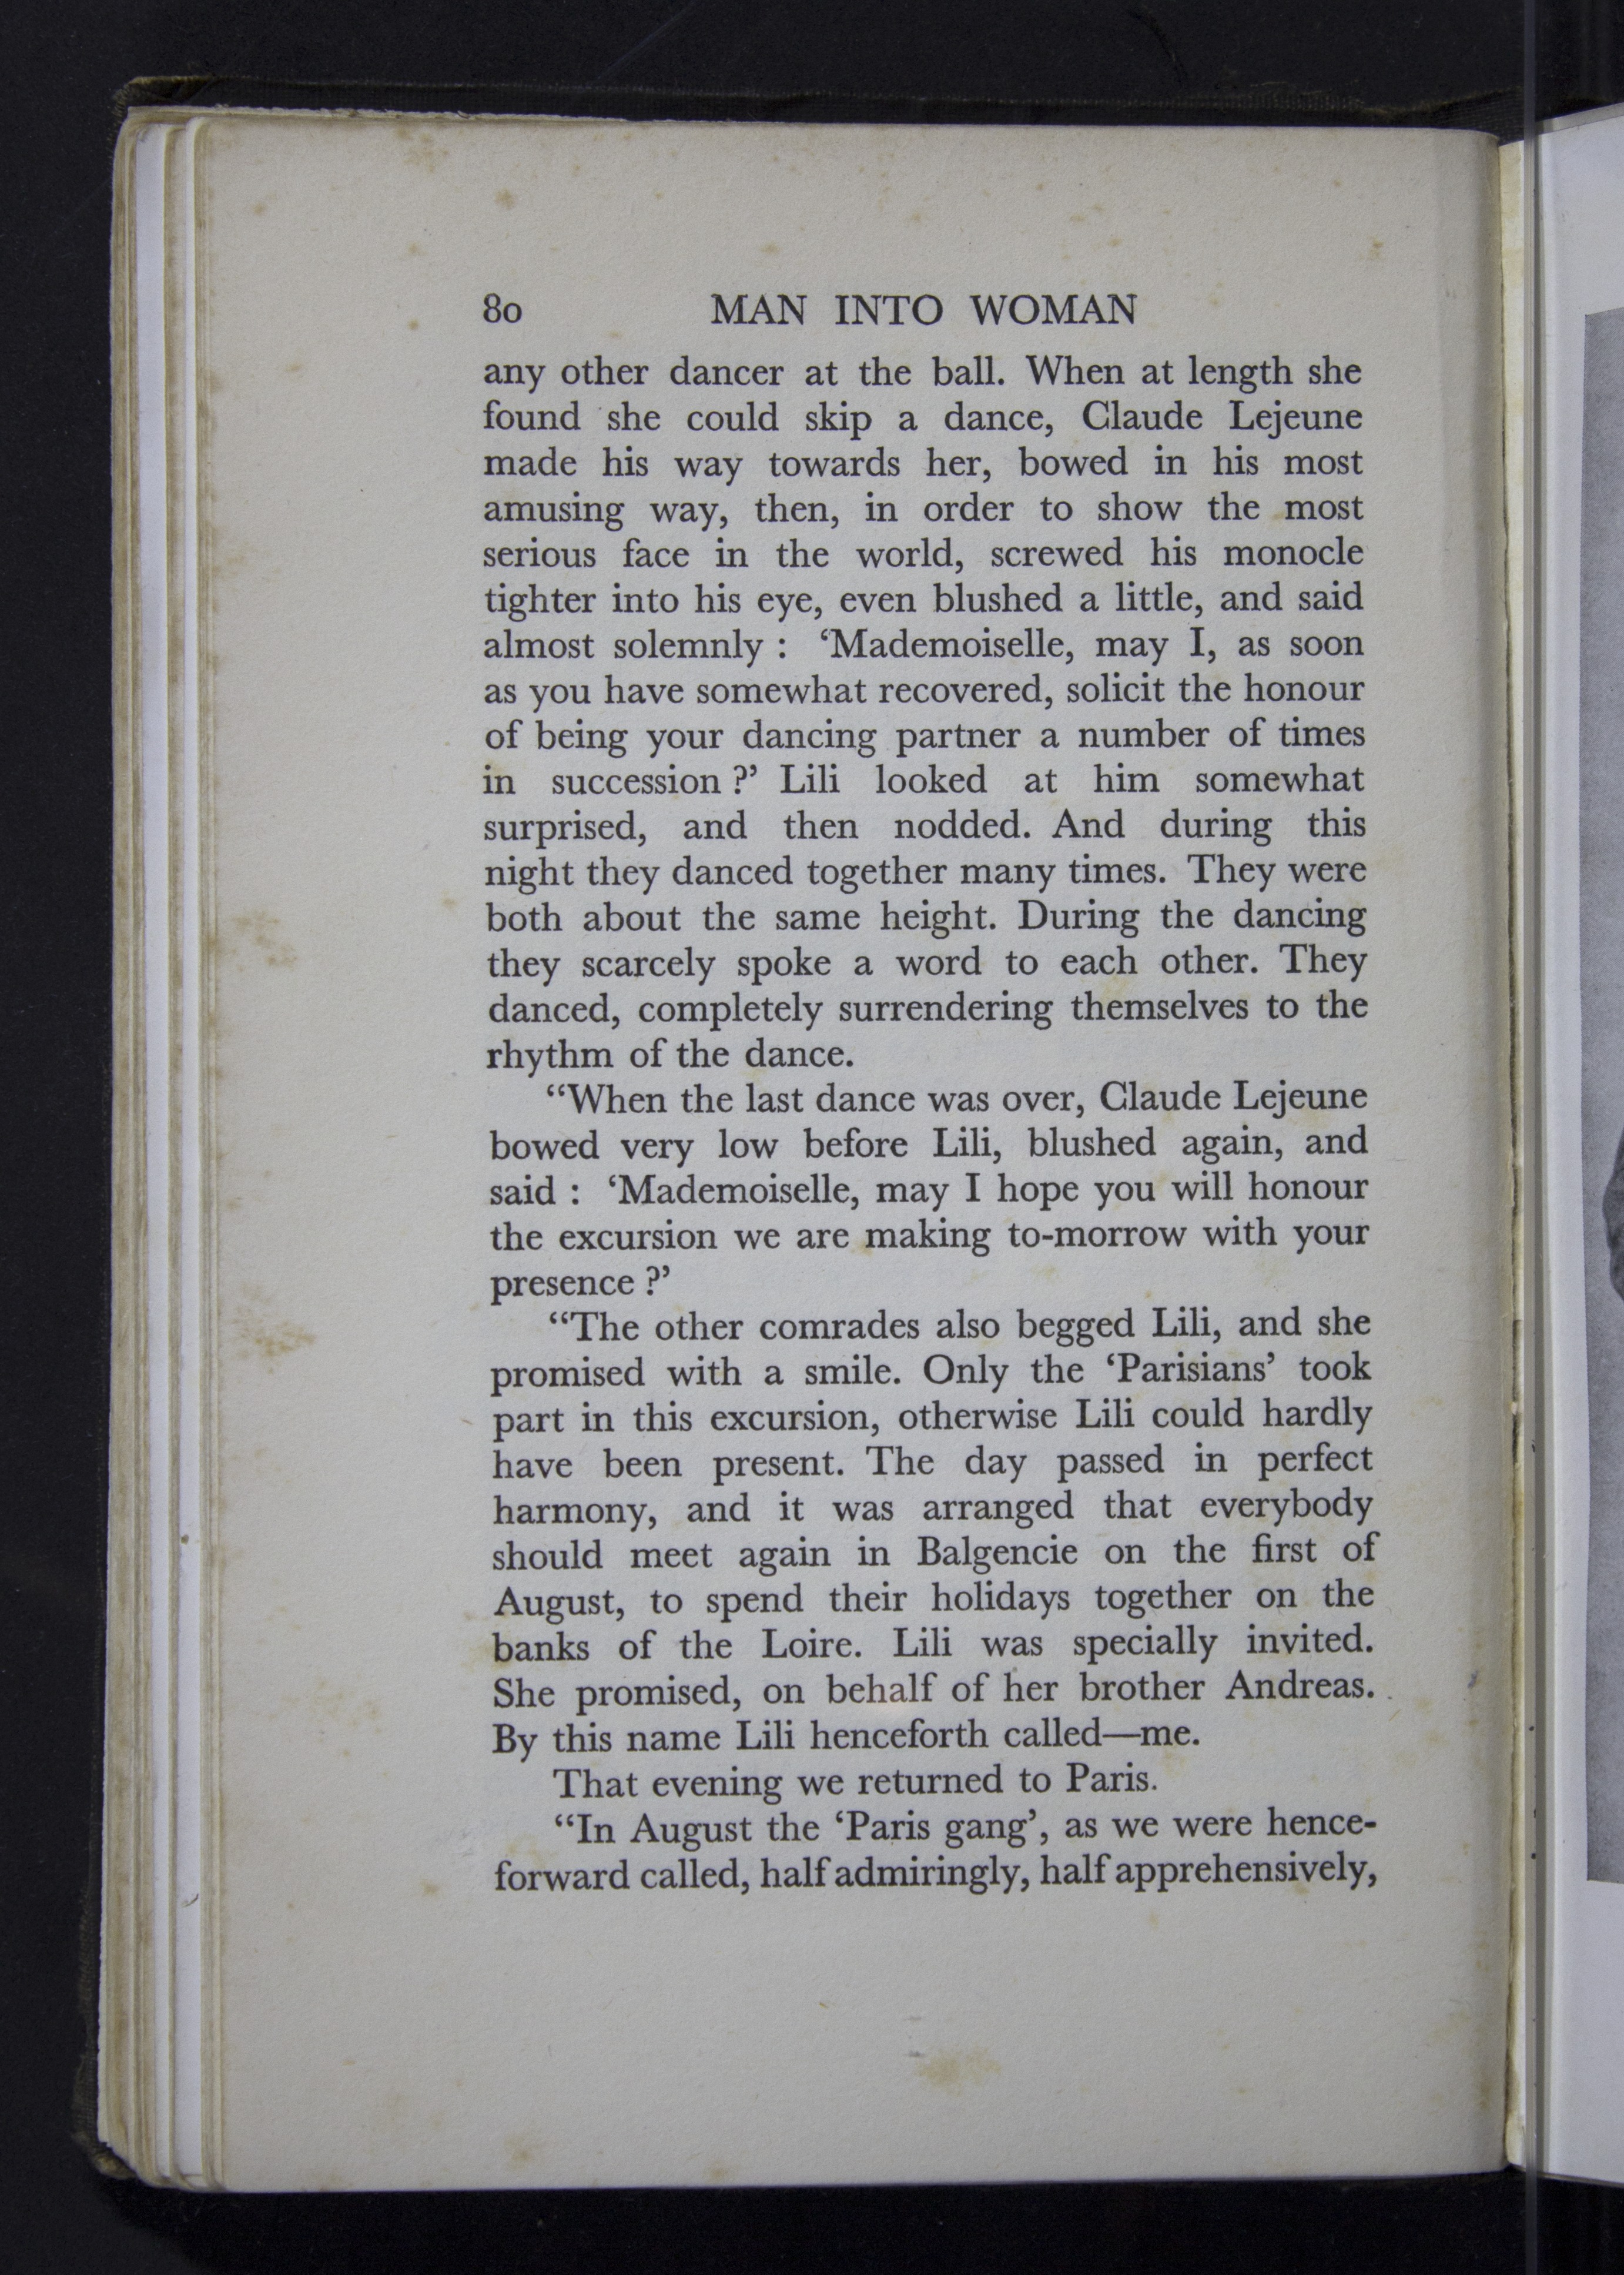 80 MAN INTO WOMAN
any other dancer at the ball. When at length she
found she could skip a dance, Claude Lejeune
made his way towards her, bowed in his most
amusing way, then, in order to show the most
serious face in the world, screwed his monocle
tighter into his eye, even blushed a little, and said
almost solemnly : ‘Mademoiselle, may I, as soon
as you have somewhat recovered, solicit the honour
of being your dancing partner a number of times
in succession ?’ Lili looked at him somewhat
surprised, and then nodded. And during this
night they danced together many times. They were
both about the same height. During the dancing
they scarcely spoke a word to each other. They
danced, completely surrendering themselves to the
rhythm of the dance.
“When the last dance was over, Claude Lejeune
bowed very low before Lili, blushed again, and
said : ‘Mademoiselle, may I hope you will honour
the excursion we are making to-morrow with your
presence ?’
“The other comrades also begged Lili, and she
promised with a smile. Only the ‘Parisians’ took
part in this excursion, otherwise Lili could hardly
have been present. The day passed in perfect
harmony, and it was arranged that everybody
should meet again in Balgencie on the first of
August, to spend their holidays together on the
banks of the Loire. Lili was specially invited.
She promised, on behalf of her brother Andreas.
By this name Lili henceforth called—me.
That evening we returned to Paris.
“In August the ‘Paris gang’, as we were hence-
forward called, half admiringly, half apprehensively,